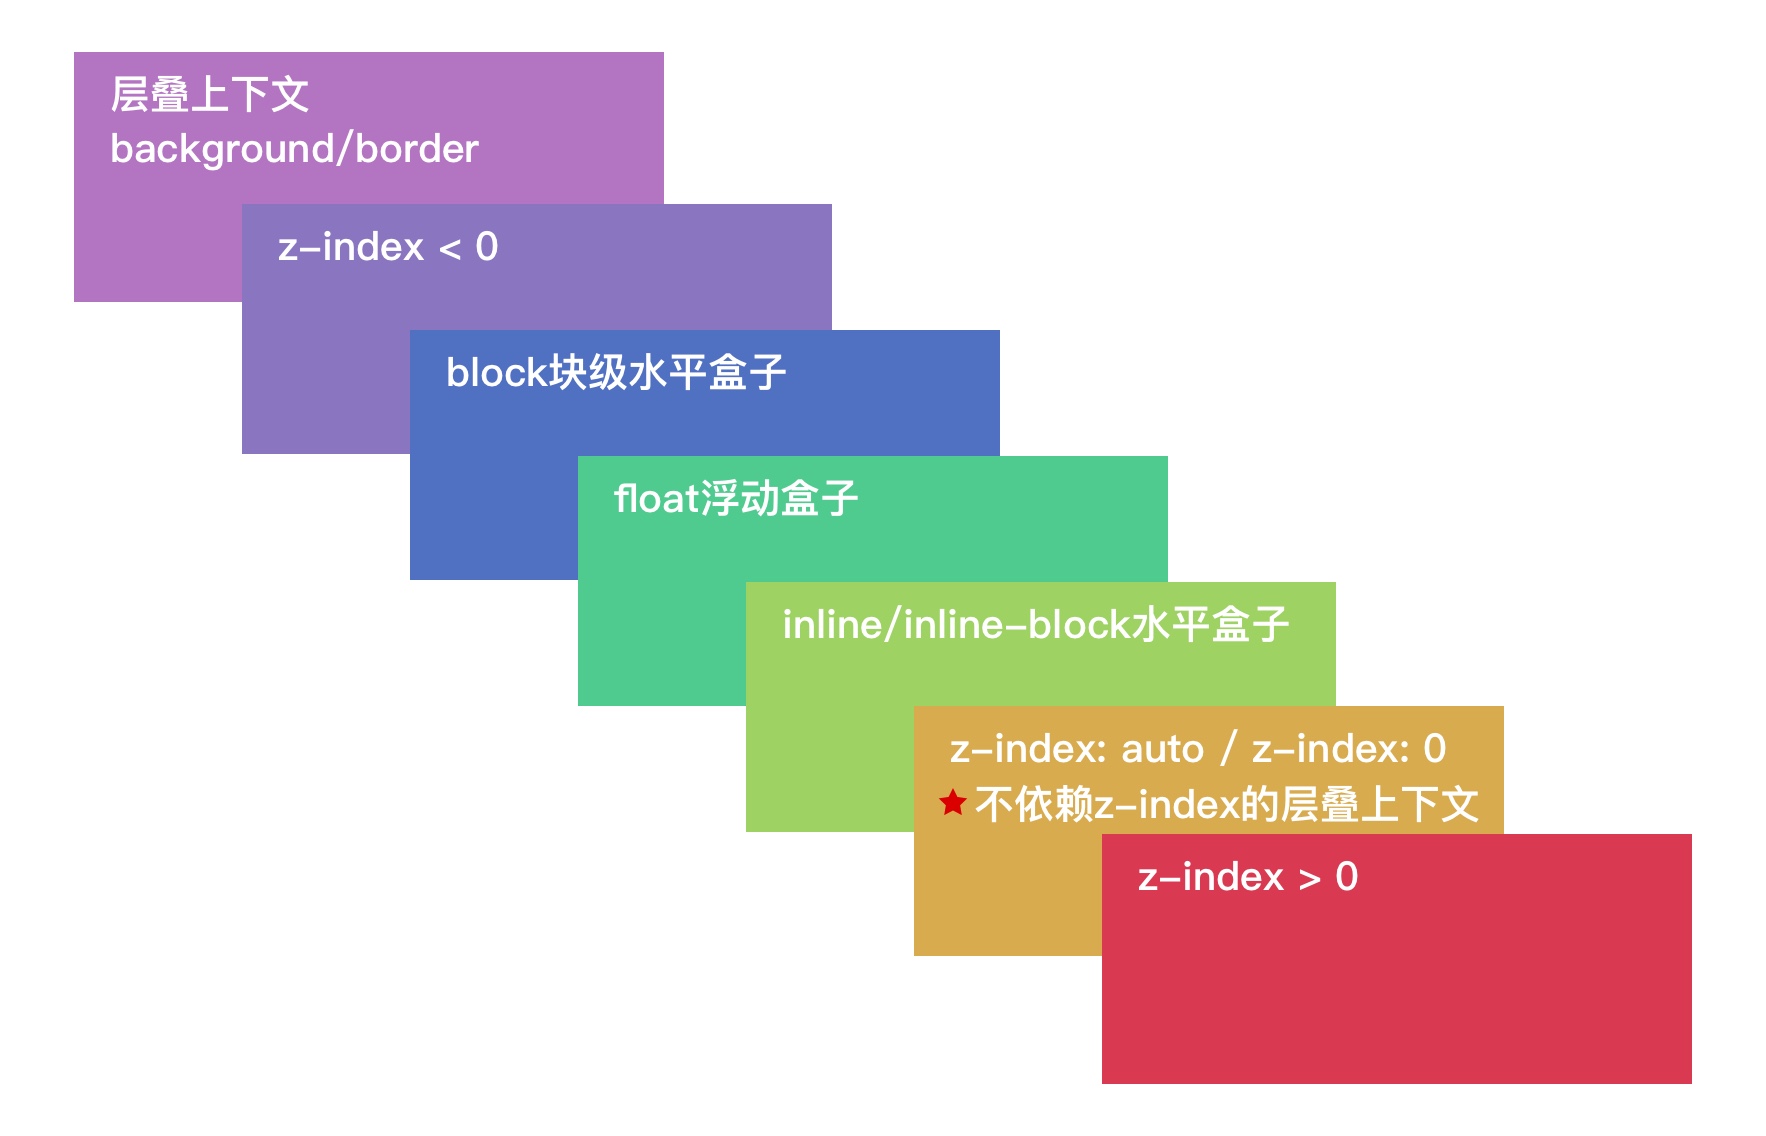 层叠上下文
background/border
z-index < 0
block块级水平盒子
float浮动盒子
inline/inline-block水平盒子
z-index: auto / z-index: 0
★不依赖z-index的层叠上下文
z-index > 0